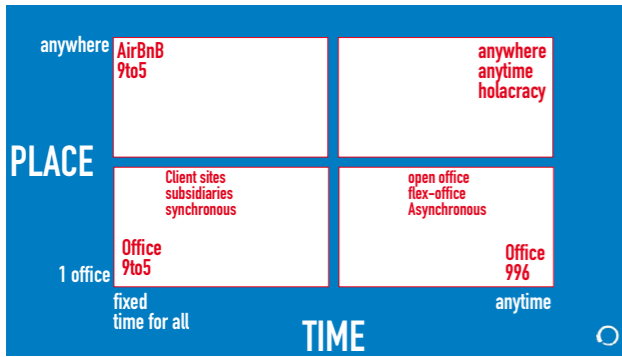 anywhere
AirBnB
9to5
anywhere
anytime
holacracy
PLACE
Client sites
subsidiaries
synchronous
open office
flex-office
Asynchronous
Office
9to5
Office
996
1 office
fixed
time for all
anytime
TIME